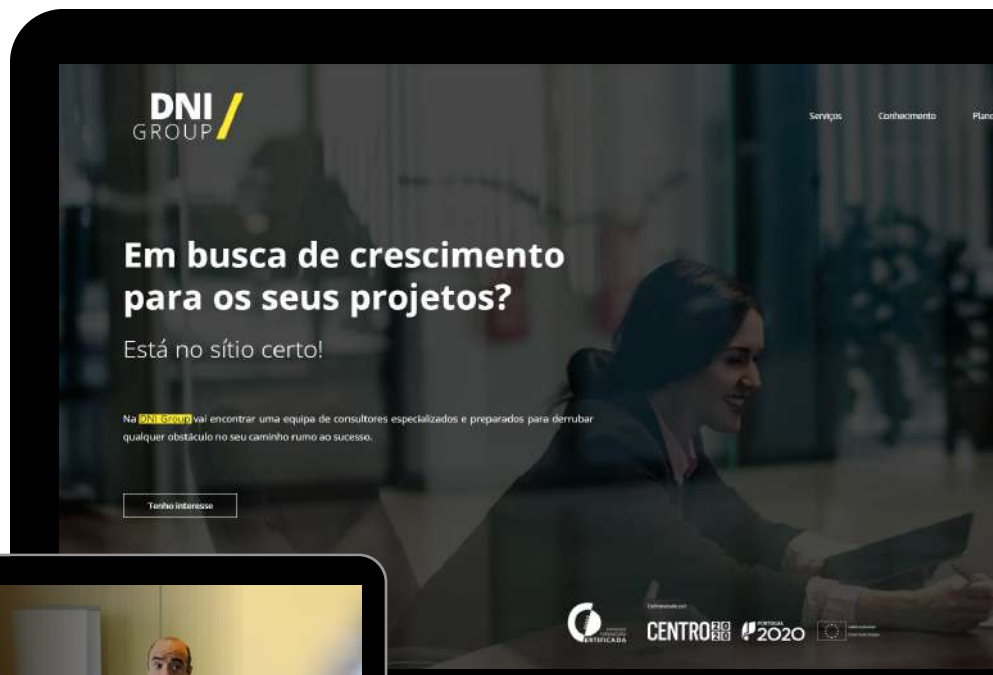 DNI
GROUP
Serviços
Conhecimento
Em busca de crescimento
para os seus projetos?
Está no sítio certo!
Na DNI Group vai encontrar uma equipa de consultores especializados e preparados para derrubar
qualquer obstáculo no seu caminho rumo ao sucesso.
Tenho interesse
CERTIFICADA
CENTRO 2020
PORTUGAL
2020